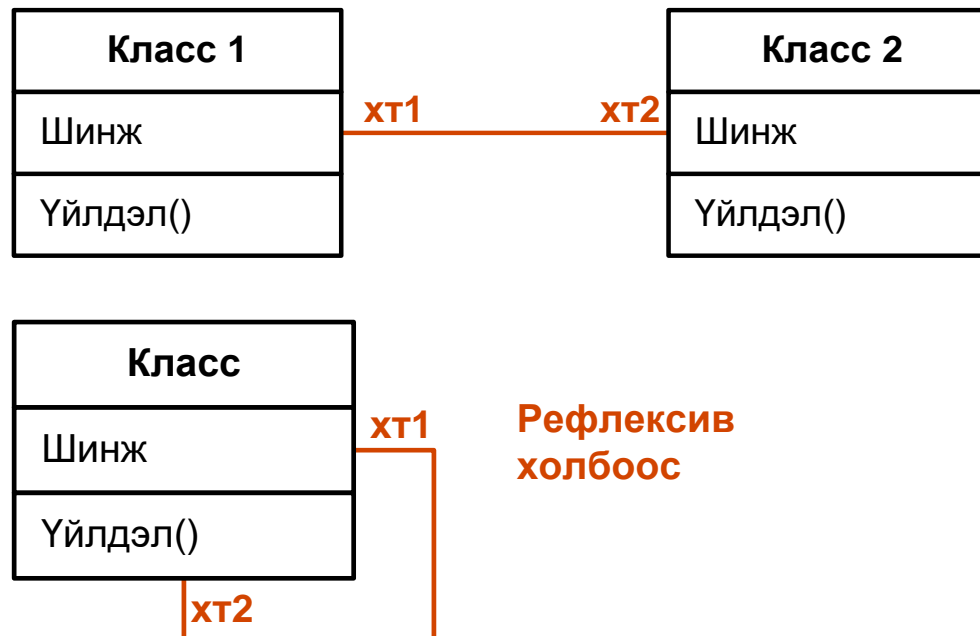 Класс 1
Шинж
Үйлдэл()
хт1
хт2
Класс 2
Шинж
Үйлдэл()
Класс
Шинж
Үйлдэл()
хт1
хт2
Рефлексив
холбоос